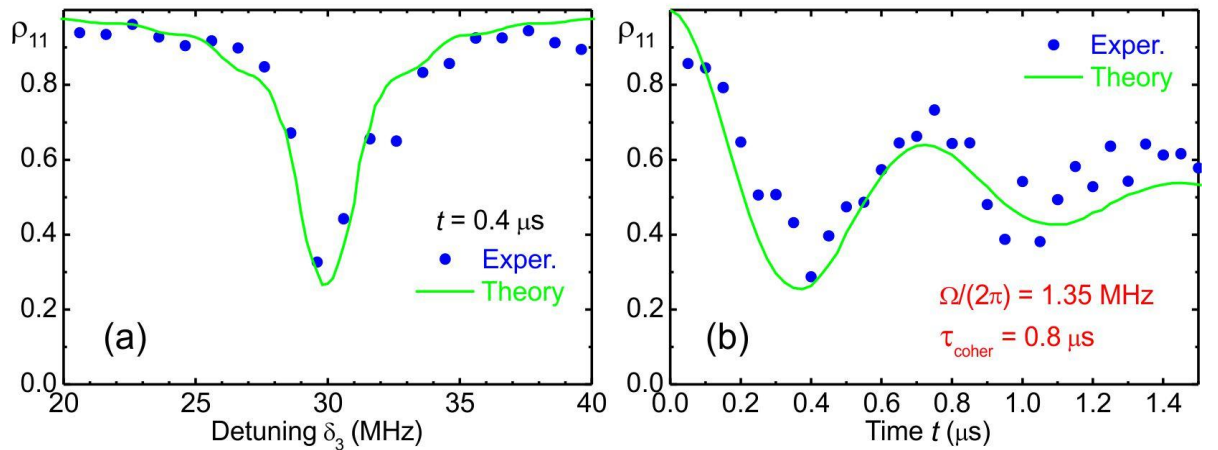 ρ₁₁
0.8
0.6
0.4
0.2
0.0
t = 0.4 μs
Exper.
Theory
(a)
20 25 30 35 40
Detuning δ₃ (MHz)
ρ₁₁
0.8
0.6
0.4
0.2
0.0
Exper.
Theory
Ω/(2π) = 1.35 MHz
τcoher = 0.8 μs
(b)
0.0 0.2 0.4 0.6 0.8 1.0 1.2 1.4
Time t (μs)